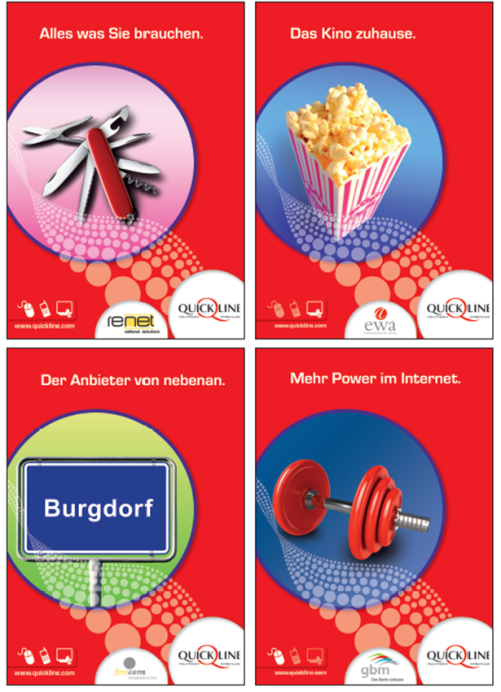 Alles was Sie brauchen.
renet
www.quickline.com
QUICKLINE
Das Kino zuhause.
ewa
www.quickline.com
QUICKLINE
Der Anbieter von nebenan.
Burgdorf
www.quickline.com
QUICKLINE
Mehr Power im Internet.
gbm
www.quickline.com
QUICKLINE